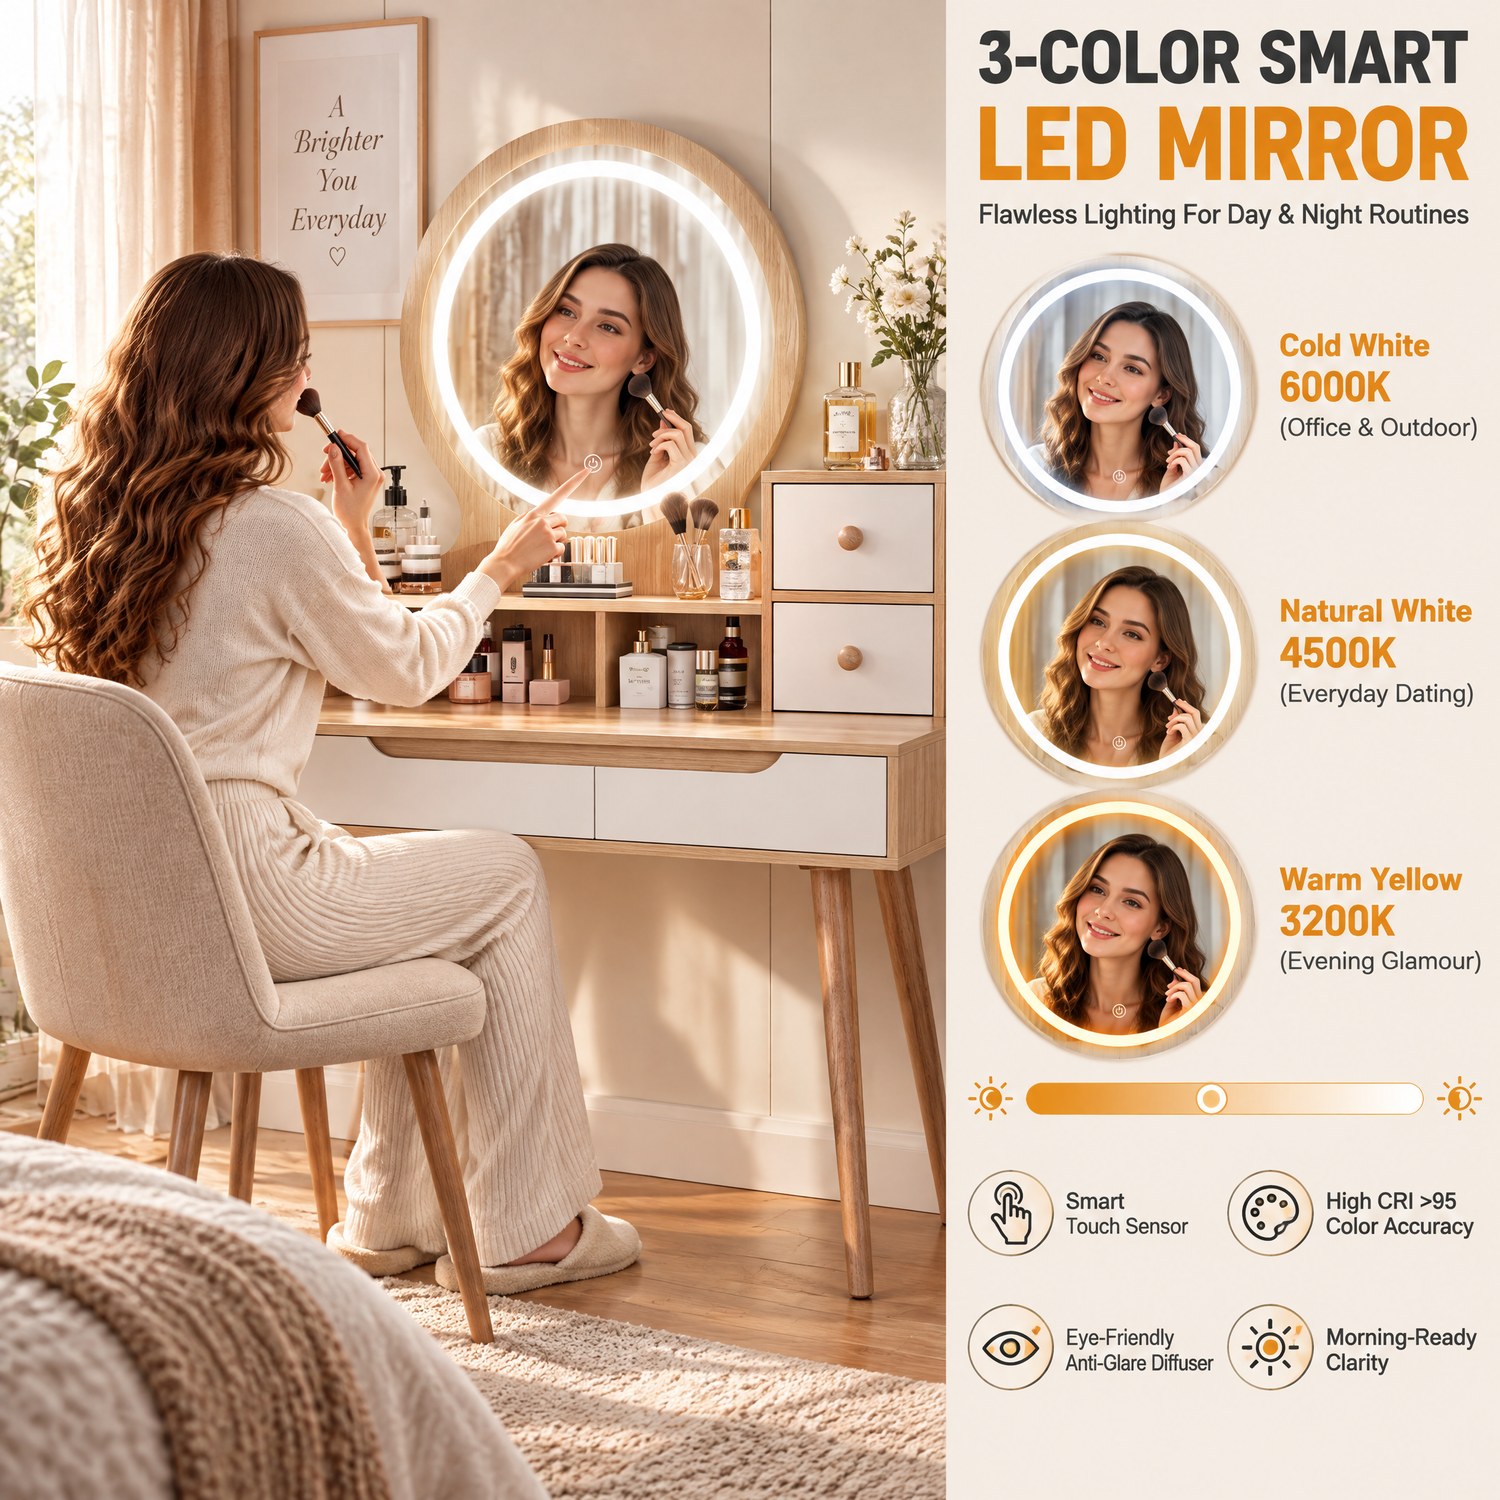 A
Brighter
You
Everyday
3-COLOR SMART
LED MIRROR
Flawless Lighting For Day & Night Routines
Cold White
6000K
(Office & Outdoor)
Natural White
4500K
(Everyday Dating)
Warm Yellow
3200K
(Evening Glamour)
Smart
Touch Sensor
High CRI >95
Color Accuracy
Eye-Friendly
Anti-Glare Diffuser
Morning-Ready
Clarity